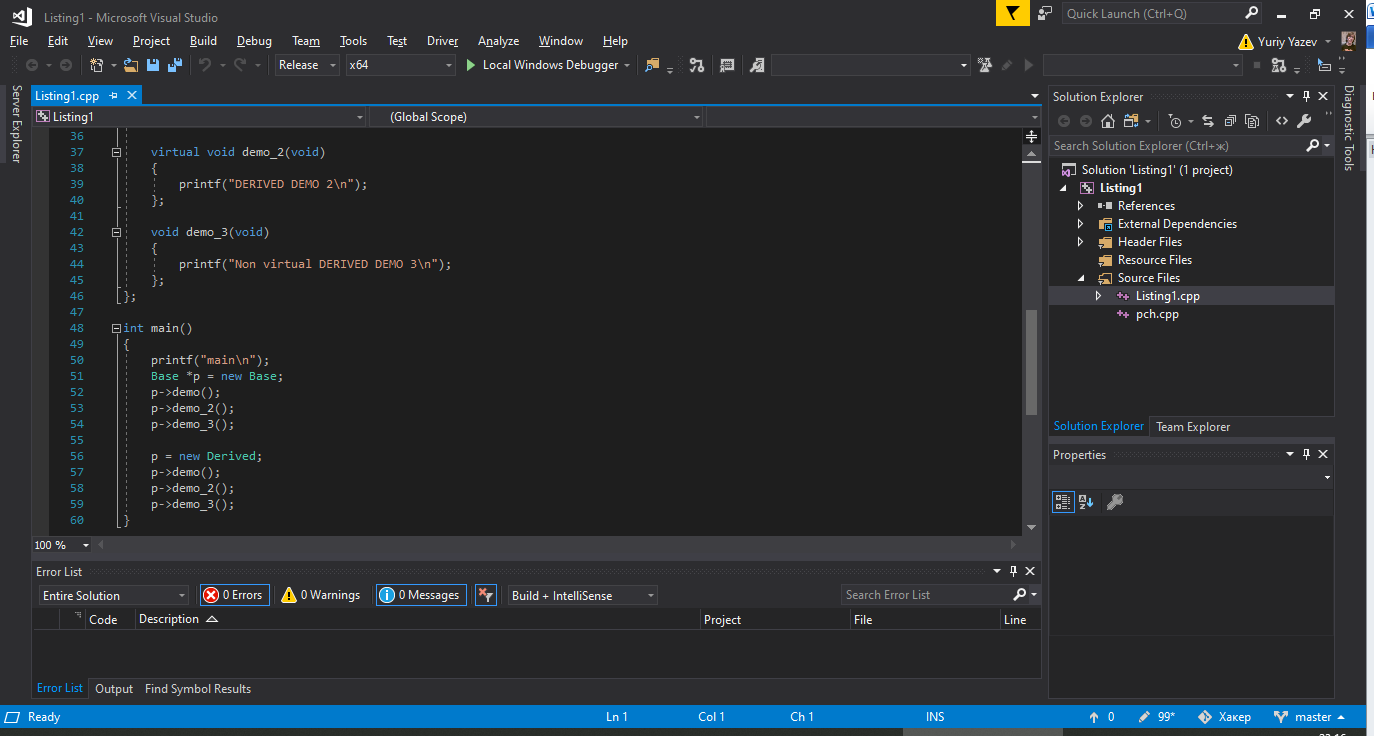 Listing1 - Microsoft Visual Studio
Quick Launch (Ctrl+Q)
File Edit View Project Build Debug Team Tools Test Driver Analyze Window Help
Yuriy Yazev
Release x64 Local Windows Debugger
Server Explorer
Listing1.cpp
Listing1 (Global Scope)
36
37 virtual void demo_2(void)
38 {
39 printf("DERIVED DEMO 2\n");
40 };
41
42 void demo_3(void)
43 {
44 printf("Non virtual DERIVED DEMO 3\n");
45 };
46 };
47
48 int main()
49 {
50 printf("main\n");
51 Base *p = new Base;
52 p->demo();
53 p->demo_2();
54 p->demo_3();
55
56 p = new Derived;
57 p->demo();
58 p->demo_2();
59 p->demo_3();
60 }
100 %
Solution Explorer
Search Solution Explorer (Ctrl+ж)
Solution 'Listing1' (1 project)
Listing1
References
External Dependencies
Header Files
Resource Files
Source Files
Listing1.cpp
pch.cpp
Solution Explorer Team Explorer
Properties
Diagnostic Tools
Error List
Entire Solution 0 Errors 0 Warnings 0 Messages Build + IntelliSense Search Error List
Code Description Project File Line
Error List Output Find Symbol Results
Ready Ln 1 Col 1 Ch 1 INS 0 99* Хакер master